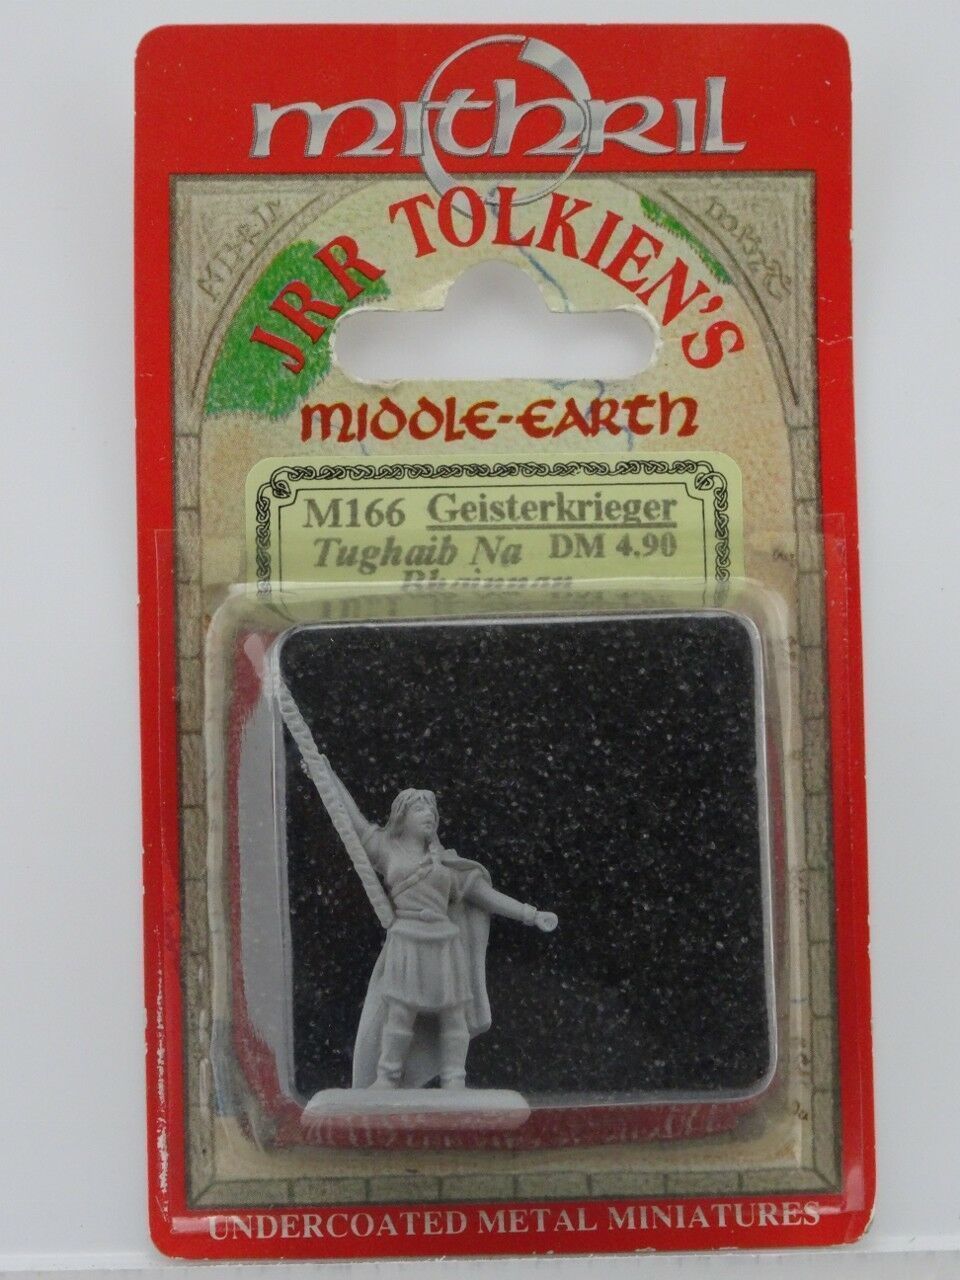 mithril
JRR TOLKIEN'S
MIDDLE-EARTH
M166 Geisterkrieger
Tughaib Na DM 4.90
UNDERCOATED METAL MINIATURES